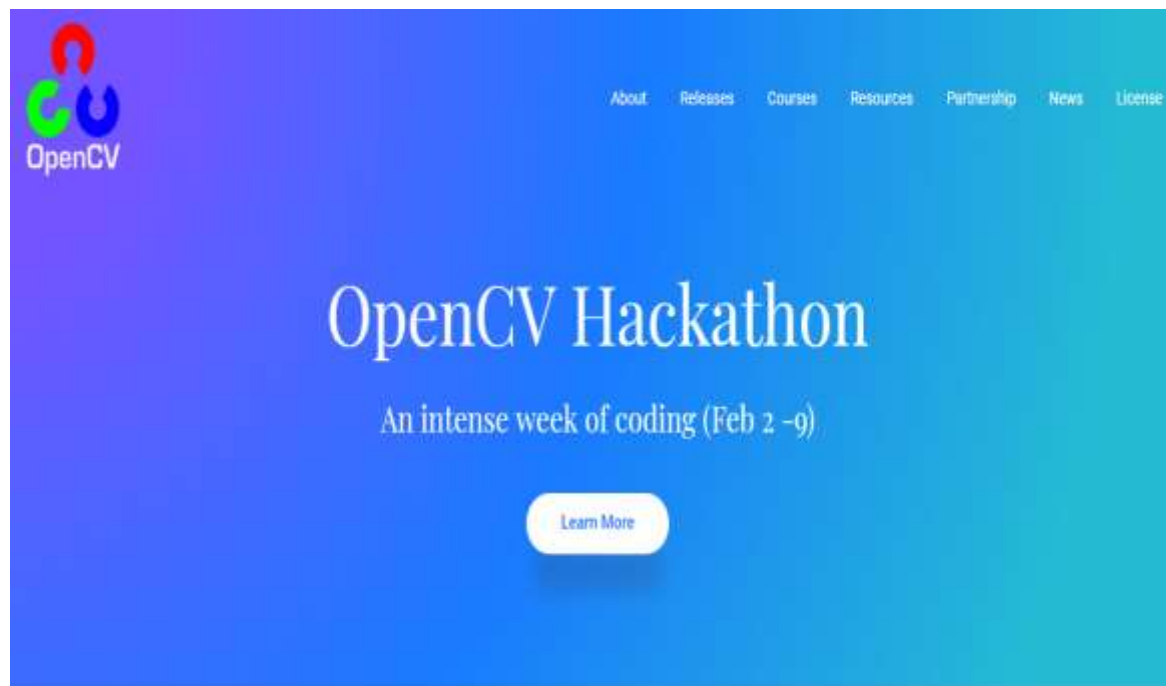 OpenCV
About Releases Courses Resources Partnership News License
OpenCV Hackathon
An intense week of coding (Feb 2 -9)
Learn More